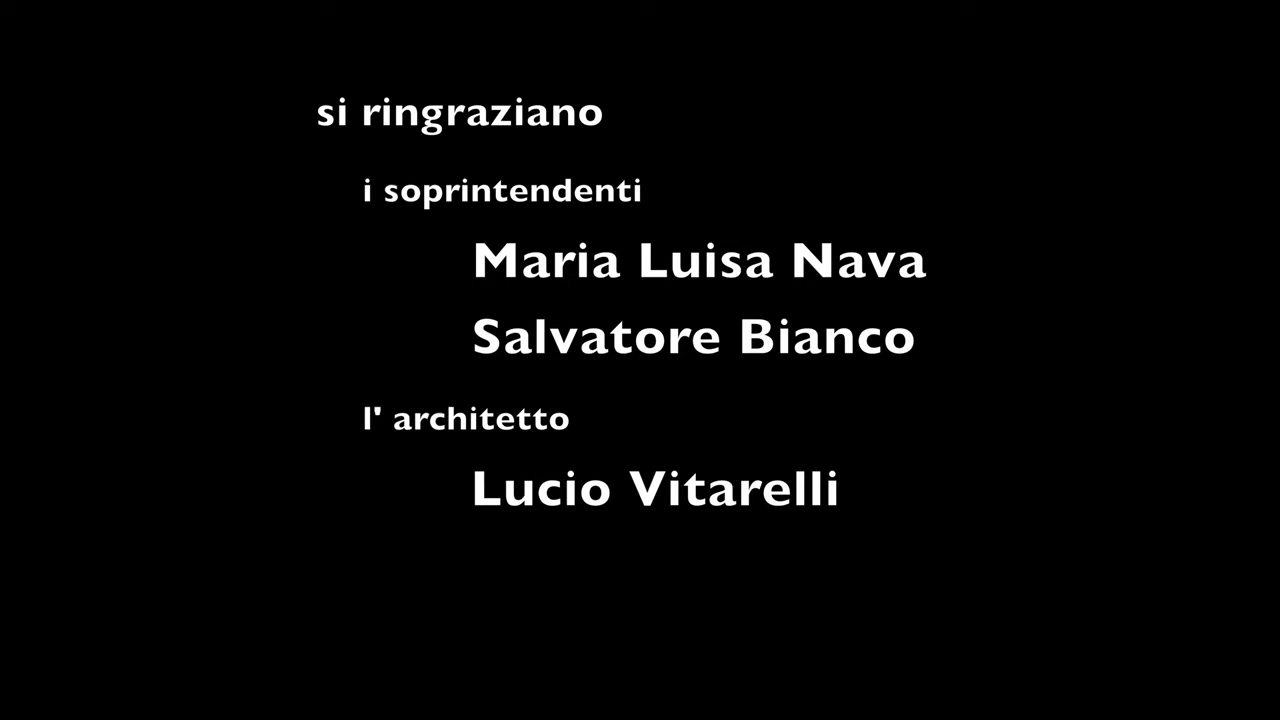 si ringraziano
i soprintendenti
Maria Luisa Nava
Salvatore Bianco
l' architetto
Lucio Vitarelli